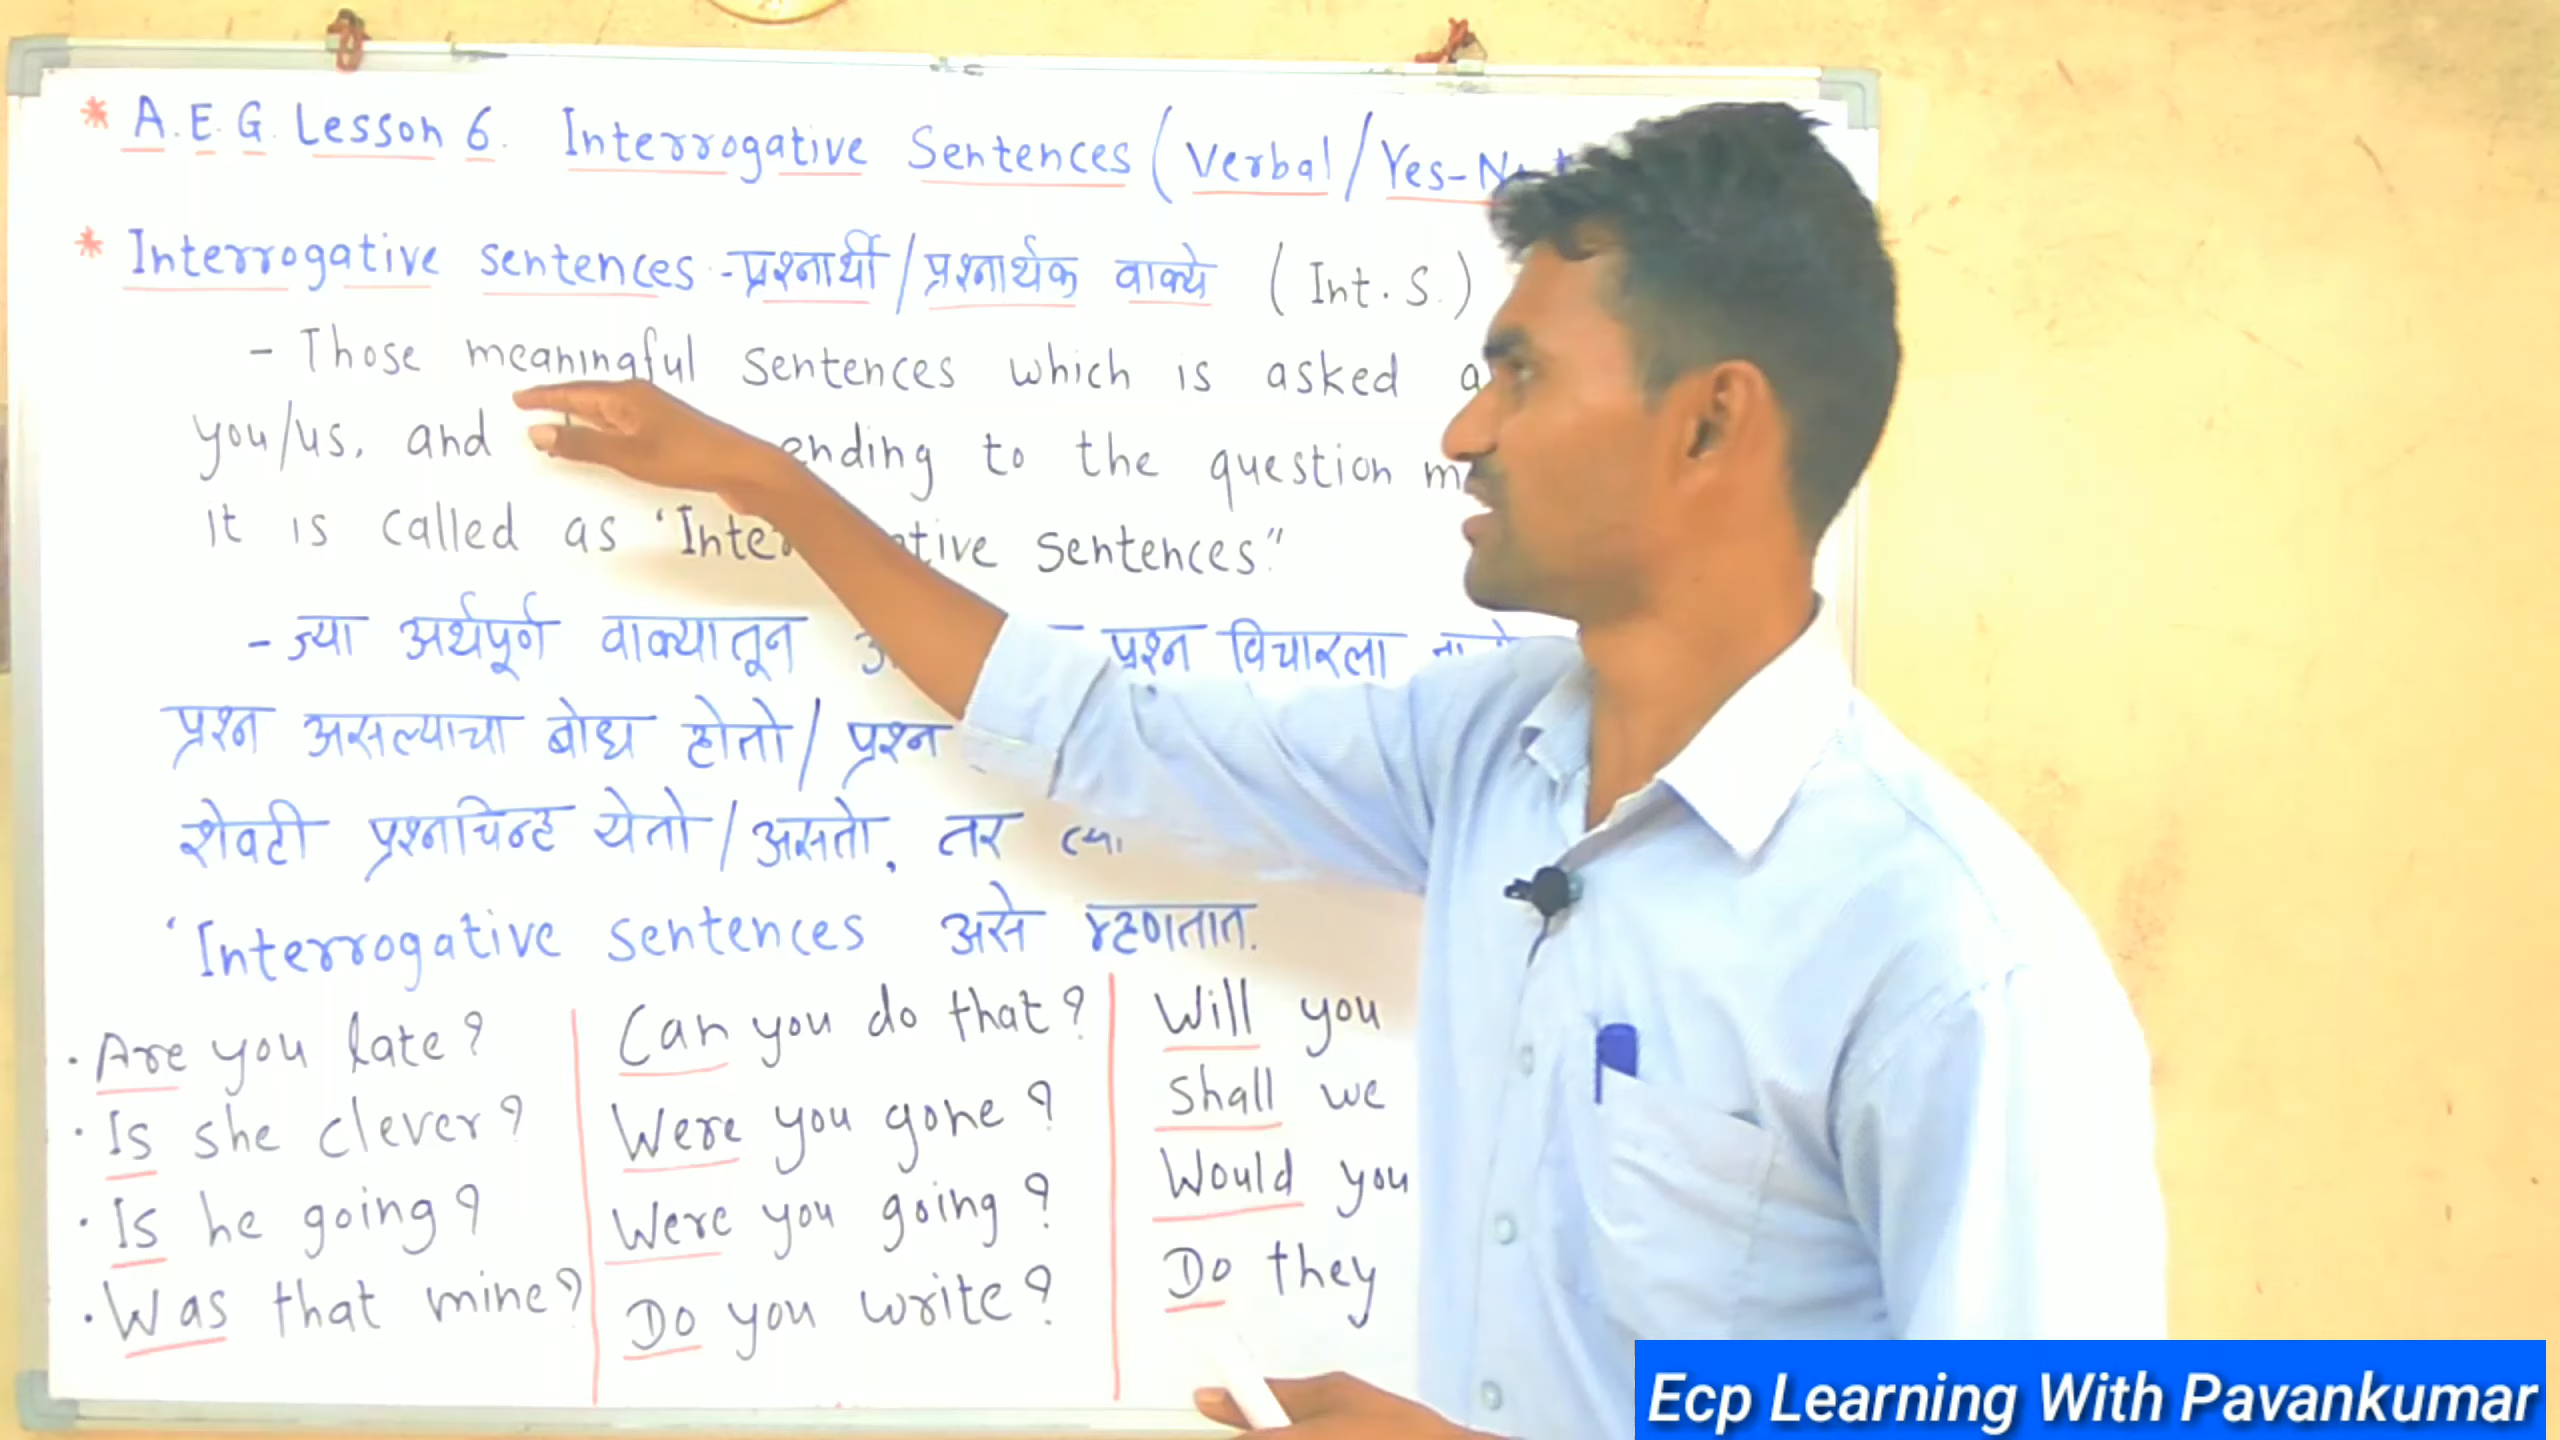 * A.E.G. Lesson 6. Interrogative Sentences (Verbal/Yes-No
* Interrogative sentences - प्रश्नार्थी/प्रश्नार्थक वाक्ये (Int.S.)
- Those meaningful sentences which is asked
you/us, and ending to the question
it is called as 'Interrogative sentences"
- ज्या अर्थपूर्ण वाक्यातून प्रश्न विचारला
प्रश्न असल्याचा बोध होतो/ प्रश्न
शेवटी प्रश्नचिन्ह येतो/असतो, तर
'Interrogative sentences असे म्हणतात.
· Are you late?
· Is she clever?
· Is he going?
· Was that mine?
Can you do that?
Were you gone?
Were you going?
Do you write?
Will you
Shall we
Would you
Do they
Ecp Learning With Pavankumar